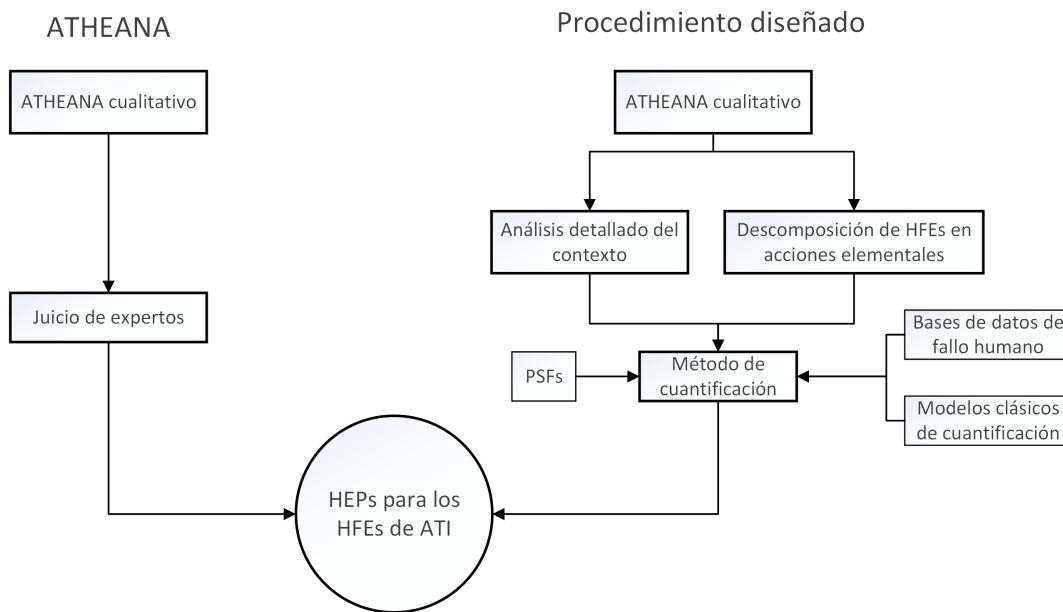 ATHEANA
Procedimiento diseñado
ATHEANA cualitativo
ATHEANA cualitativo
Análisis detallado del
contexto
Descomposición de HFEs en
acciones elementales
Juicio de expertos
PSFs
Método de
cuantificación
Bases de datos de
fallo humano
Modelos clásicos
de cuantificación
HEPs para los
HFEs de ATI